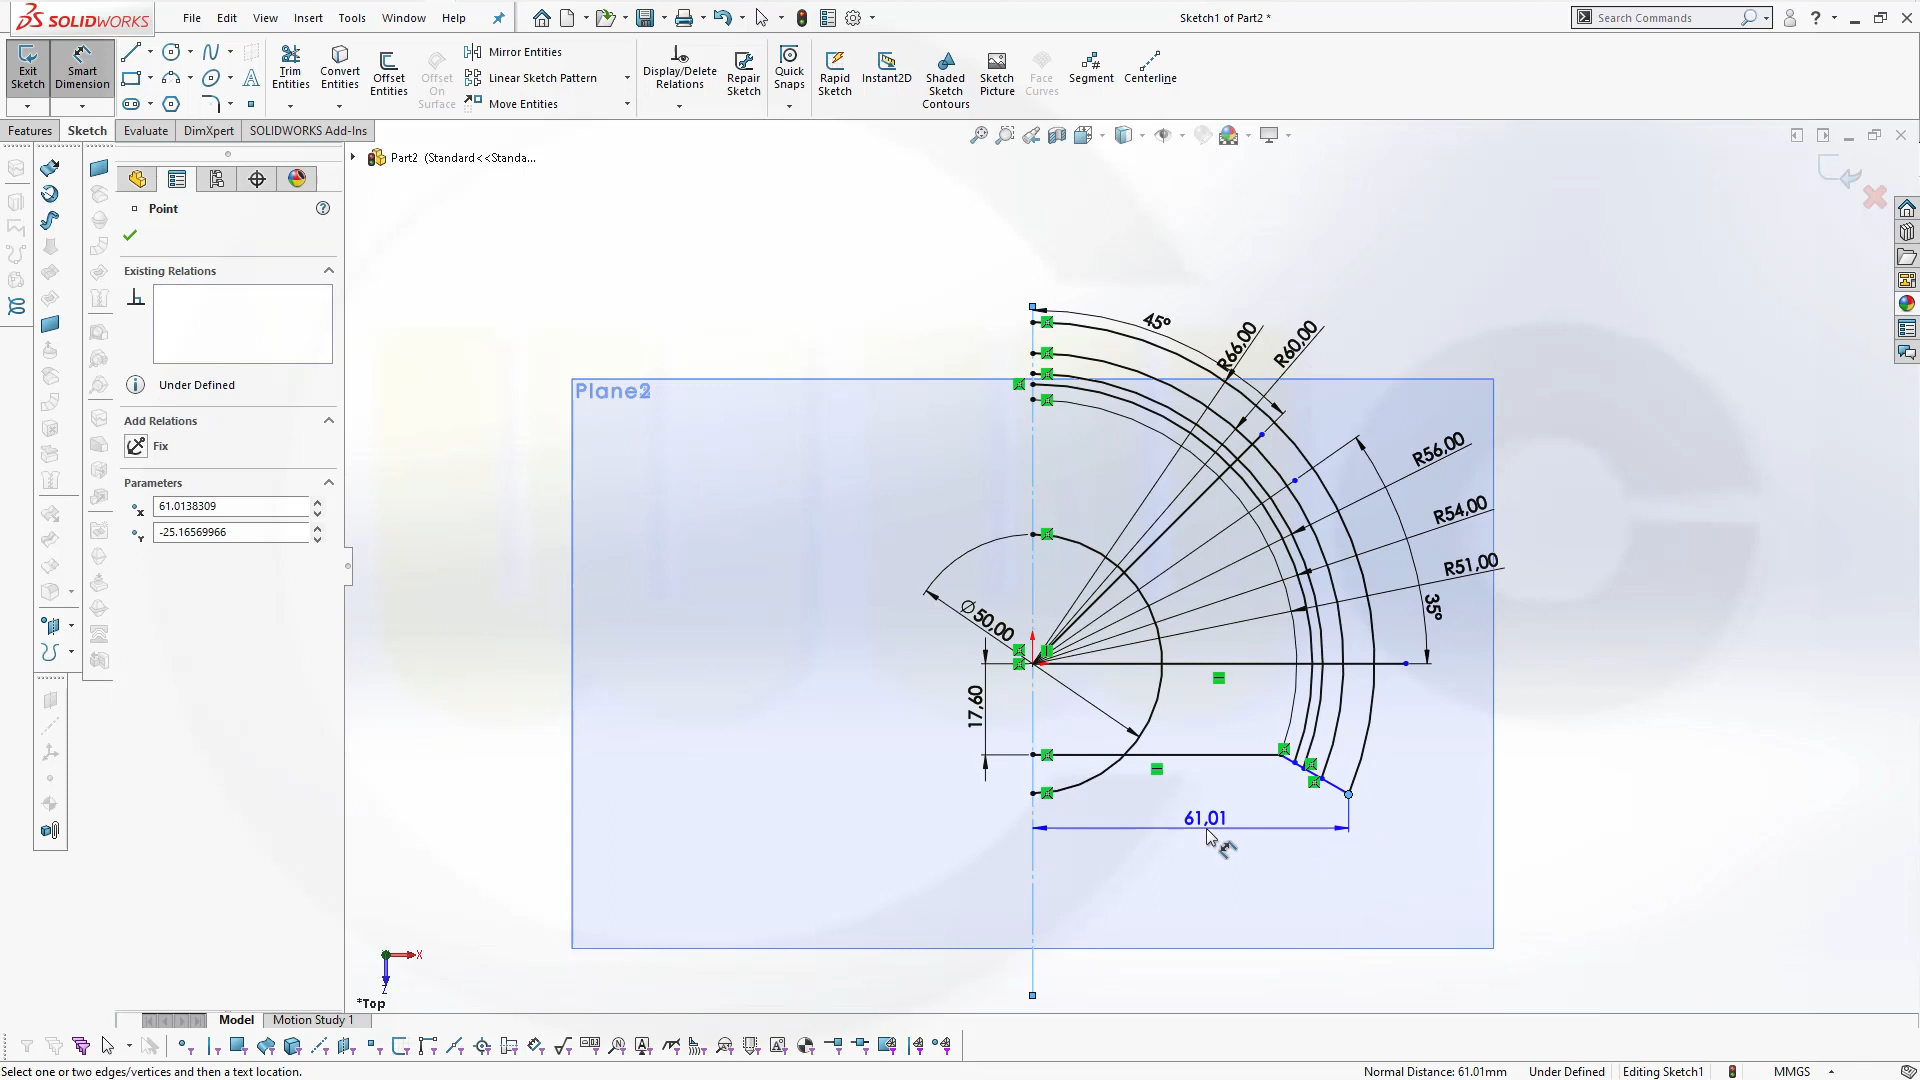 SOLIDWORKS
File Edit View Insert Tools Window Help
Sketch1 of Part2 *
Search Commands
Exit Sketch
Smart Dimension
Trim Entities
Convert Entities
Offset Entities
Offset On Surface
Mirror Entities
Linear Sketch Pattern
Move Entities
Display/Delete Relations
Repair Sketch
Quick Snaps
Rapid Sketch
Instant2D
Shaded Sketch Contours
Sketch Picture
Face Curves
Segment
Centerline
Features Sketch Evaluate DimXpert SOLIDWORKS Add-Ins
Part2 (Standard<<Standa...
Point
Existing Relations
Under Defined
Add Relations
Fix
Parameters
61.0138309
-25.16569966
45°
R66,00
R60,00
R56,00
R54,00
R51,00
35°
Ø50,00
17,60
61,01
X
Z
*Top
Model Motion Study 1
Select one or two edges/vertices and then a text location.
Normal Distance: 61.01mm Under Defined Editing Sketch1 MMGS